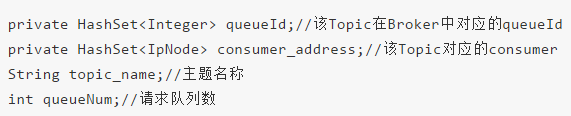 private HashSet<Integer> queueId;//该Topic在Broker中对应的queueId
private HashSet<IpNode> consumer_address;//该Topic对应的consumer
String topic_name;//主题名称
int queueNum;//请求队列数